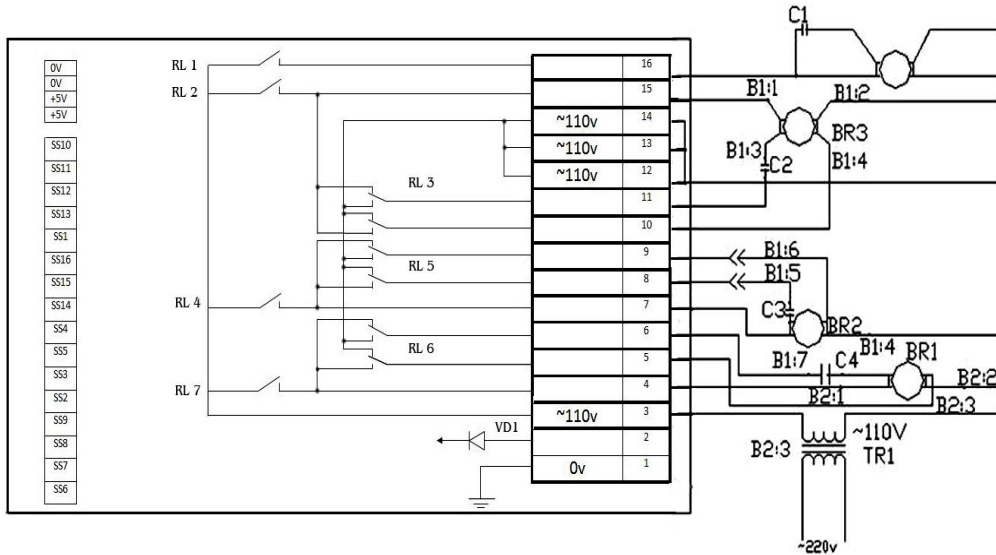 0V
0V
+5V
+5V
SS10
SS11
SS12
SS13
SS1
SS16
SS15
SS14
SS4
SS5
SS3
SS2
SS9
SS8
SS7
SS6
RL 1
RL 2
RL 3
RL 5
RL 4
RL 6
RL 7
VD1
16
15
~110v 14
~110v 13
~110v 12
11
10
9
8
7
6
5
4
~110v 3
2
0v 1
C1
B1:1 B1:2
BR3
B1:3 C2 B1:4
B1:6
B1:5
C3 BR2
B1:4 BR1
B1:7 C4
B2:2
B2:1
B2:3
~110V
B2:3 TR1
~220v